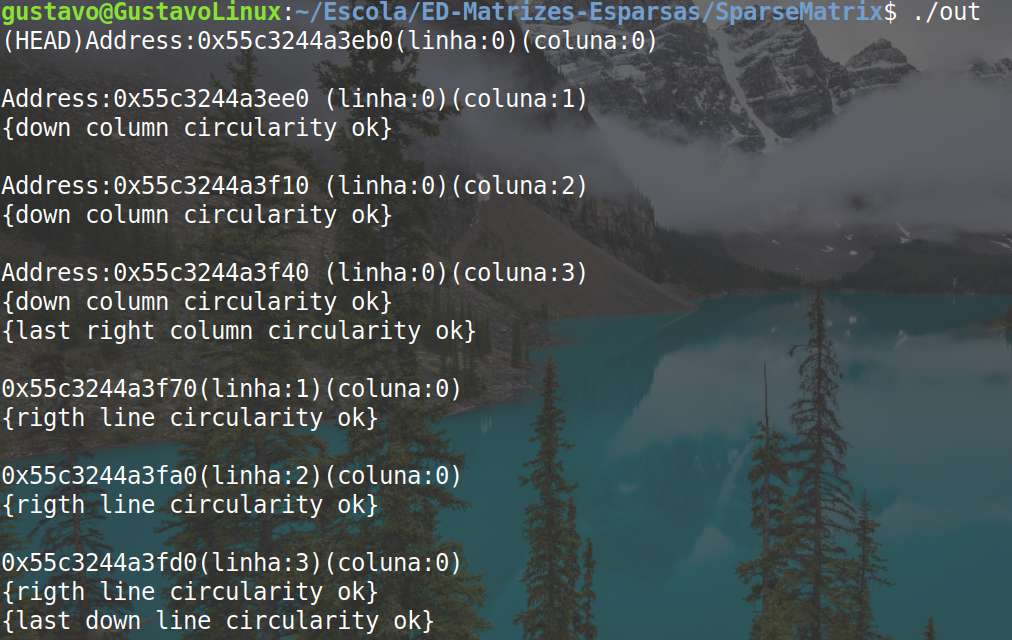 gustavo@GustavoLinux:~/Escola/ED-Matrizes-Esparsas/SparseMatrix$ ./out
(HEAD)Address:0x55c3244a3eb0(linha:0)(coluna:0)
Address:0x55c3244a3ee0 (linha:0)(coluna:1)
{down column circularity ok}
Address:0x55c3244a3f10 (linha:0)(coluna:2)
{down column circularity ok}
Address:0x55c3244a3f40 (linha:0)(coluna:3)
{down column circularity ok}
{last right column circularity ok}
0x55c3244a3f70(linha:1)(coluna:0)
{rigth line circularity ok}
0x55c3244a3fa0(linha:2)(coluna:0)
{rigth line circularity ok}
0x55c3244a3fd0(linha:3)(coluna:0)
{rigth line circularity ok}
{last down line circularity ok}